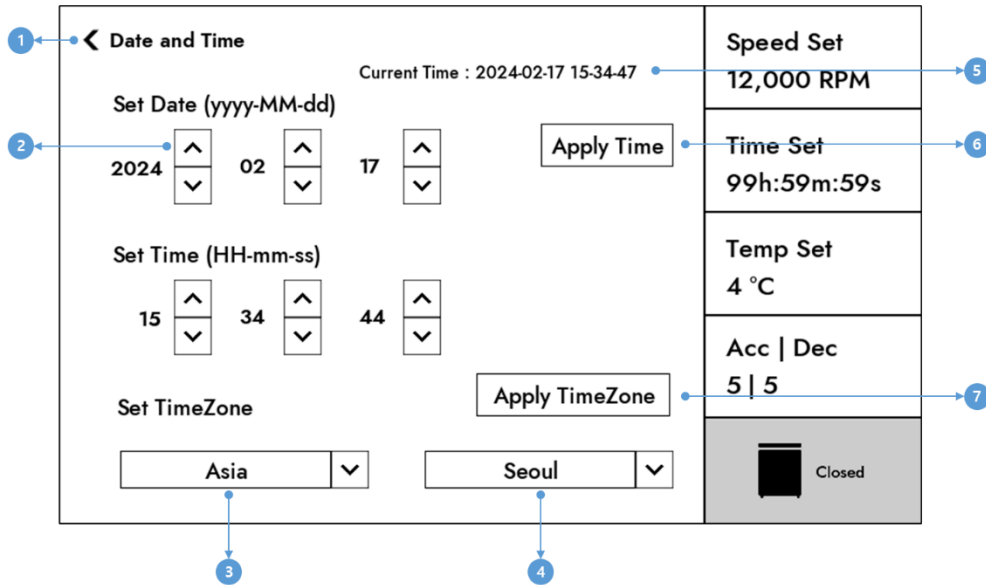 1
Date and Time
Current Time : 2024-02-17 15-34-47
5
Set Date (yyyy-MM-dd)
2
2024 02 17
Apply Time
6
Set Time (HH-mm-ss)
15 34 44
Set TimeZone
Apply TimeZone
7
Asia
Seoul
3
4
Speed Set
12,000 RPM
Time Set
99h:59m:59s
Temp Set
4 °C
Acc | Dec
5 | 5
Closed